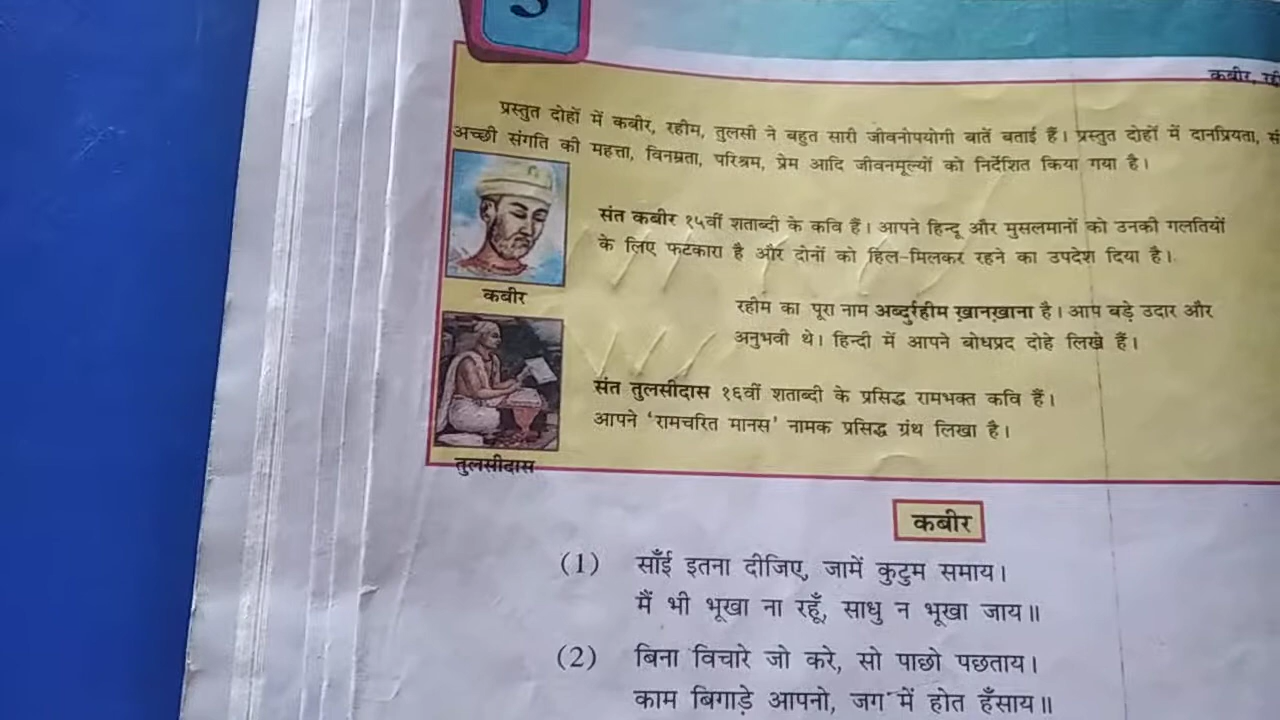 कबीर,
प्रस्तुत दोहों में कबीर, रहीम, तुलसी ने बहुत सारी जीवनोपयोगी बातें बताई हैं। प्रस्तुत दोहों में दानप्रियता,
अच्छी संगति की महत्ता, विनम्रता, परिश्रम, प्रेम आदि जीवनमूल्यों को निर्देशित किया गया है।
संत कबीर १५वीं शताब्दी के कवि हैं। आपने हिन्दू और मुसलमानों को उनकी गलतियों
के लिए फटकारा है और दोनों को हिल-मिलकर रहने का उपदेश दिया है।
कबीर
रहीम का पूरा नाम अब्दुर्रहीम ख़ानख़ाना है। आप बड़े उदार और
अनुभवी थे। हिन्दी में आपने बोधप्रद दोहे लिखे हैं।
संत तुलसीदास १६वीं शताब्दी के प्रसिद्ध रामभक्त कवि हैं।
आपने ‘रामचरित मानस’ नामक प्रसिद्ध ग्रंथ लिखा है।
तुलसीदास
कबीर
(1) साँई इतना दीजिए, जामें कुटुम समाय।
मैं भी भूखा ना रहूँ, साधु न भूखा जाय॥
(2) बिना विचारे जो करे, सो पाछो पछताय।
काम बिगाड़े आपनो, जग में होत हँसाय॥